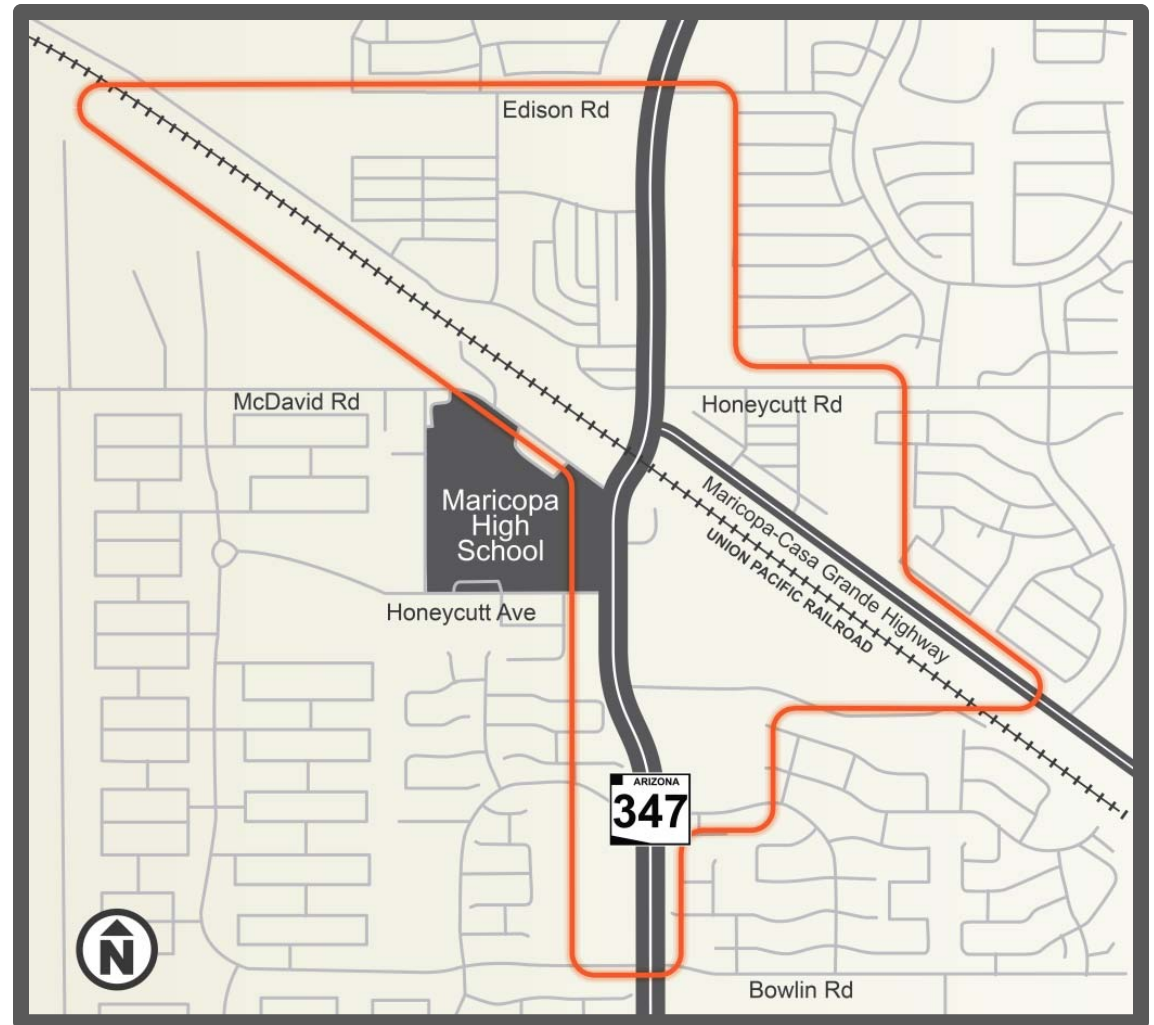 Edison Rd
McDavid Rd
Honeycutt Rd
Maricopa
High
School
Maricopa-Casa Grande Highway
UNION PACIFIC RAILROAD
Honeycutt Ave
ARIZONA
347
N
Bowlin Rd